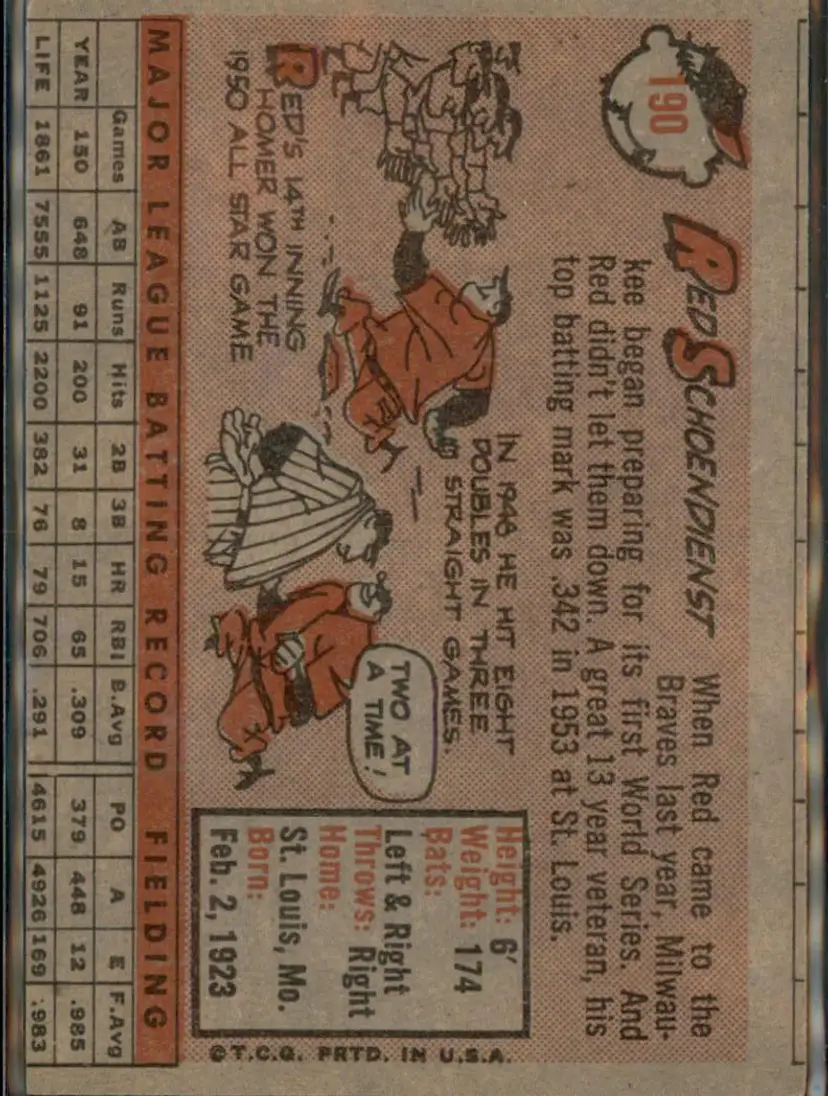 190
RED SCHOENDIENST
When Red came to the
Braves last year, Milwau-
kee began preparing for its first World Series. And
Red didn't let them down. A great 13 year veteran, his
top batting mark was .342 in 1953 at St. Louis.
IN 1948 HE HIT EIGHT
DOUBLES IN THREE
STRAIGHT GAMES.
TWO AT
A TIME!
RED'S 14TH INNING
HOMER WON THE
1950 ALL STAR GAME
Height: 6'
Weight: 174
Bats:
Left & Right
Throws: Right
Home:
St. Louis, Mo.
Born:
Feb. 2, 1923
©T.C.G. PRTD. IN U.S.A.
MAJOR LEAGUE BATTING RECORD FIELDING
Games AB Runs Hits 2B 3B HR RBI B.Avg PO A E F.Avg
YEAR 150 648 91 200 31 8 15 65 .309 379 448 12 .985
LIFE 1861 7555 1125 2200 382 76 79 706 .291 4615 4926 169 .983